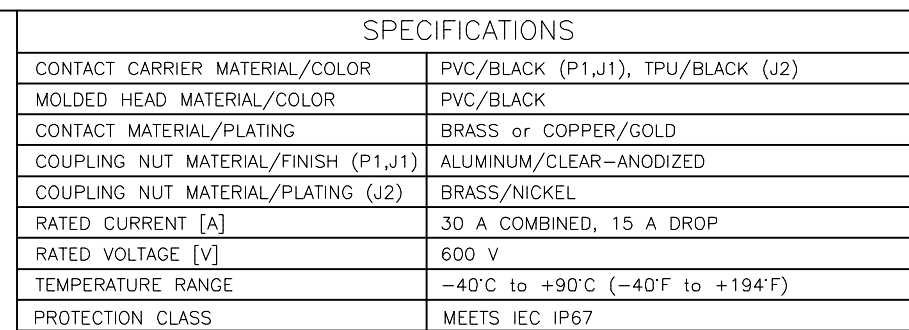 SPECIFICATIONS
CONTACT CARRIER MATERIAL/COLOR PVC/BLACK (P1,J1), TPU/BLACK (J2)
MOLDED HEAD MATERIAL/COLOR PVC/BLACK
CONTACT MATERIAL/PLATING BRASS or COPPER/GOLD
COUPLING NUT MATERIAL/FINISH (P1,J1) ALUMINUM/CLEAR-ANODIZED
COUPLING NUT MATERIAL/PLATING (J2) BRASS/NICKEL
RATED CURRENT [A] 30 A COMBINED, 15 A DROP
RATED VOLTAGE [V] 600 V
TEMPERATURE RANGE -40°C to +90°C (-40°F to +194°F)
PROTECTION CLASS MEETS IEC IP67